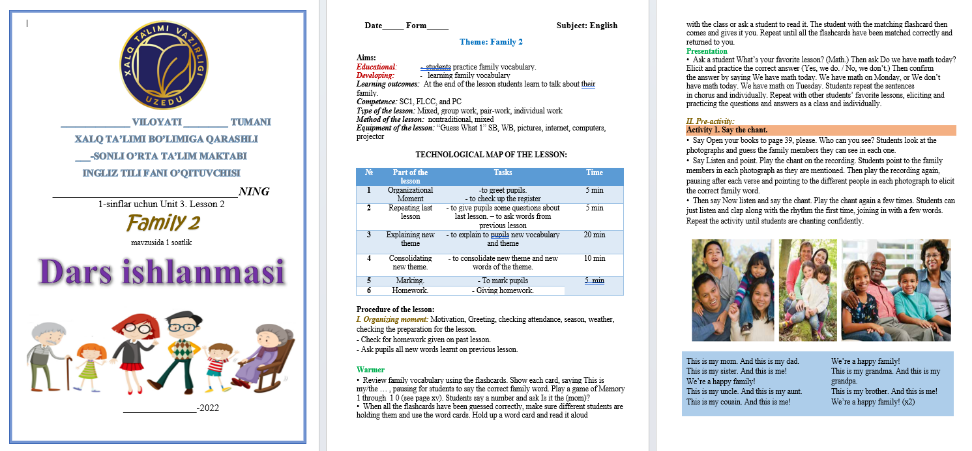 XALQ TA'LIMI VAZIRLIGI
UZEDU
____________ VILOYATI ________ TUMANI
XALQ TA'LIM BO'LIMIGA QARASHLI
___-SONLI O'RTA TA'LIM MAKTABI
INGLIZ TILI FANI O'QITUVCHISI
______________________________NING
1-sinflar uchun Unit 3. Lesson 2
Family 2
mavzusida 1 soatlik
Dars ishlanmasi
________________-2022
Date_____ Form_____ Subject: English
Theme: Family 2
Aims:
Educational: - students practice family vocabulary.
Developing: - learning family vocabulary
Learning outcomes: At the end of the lesson students learn to talk about their
family.
Competence: SC1, FLCC, and PC
Type of the lesson: Mixed, group work, pair-work, individual work
Method of the lesson: nontraditional, mixed
Equipment of the lesson: "Guess What 1" SB, WB, pictures, internet, computers,
projector
TECHNOLOGICAL MAP OF THE LESSON:
№ Part of the lesson Tasks Time
1 Organizational Moment -to greet pupils. - to check up the register 5 min
2 Repeating last lesson - to give pupils some questions about last lesson. – to ask words from previous lesson 5 min
3 Explaining new theme - to explain to pupils new vocabulary and theme 20 min
4 Consolidating new theme. - to consolidate new theme and new words of the theme. 10 min
5 Marking. - To mark pupils 5 min
6 Homework. - Giving homework.
Procedure of the lesson:
I. Organizing moment: Motivation, Greeting, checking attendance, season, weather,
checking the preparation for the lesson.
- Check for homework given on past lesson.
- Ask pupils all new words learnt on previous lesson.
Warmer
• Review family vocabulary using the flashcards. Show each card, saying This is
my/the … , pausing for students to say the correct family word. Play a game of Memory
1 through 1 0 (see page xv). Students say a number and ask Is it the (mom)?
• When all the flashcards have been guessed correctly, make sure different students are
holding them and use the word cards. Hold up a word card and read it aloud
with the class or ask a student to read it. The student with the matching flashcard then
comes and gives it you. Repeat until all the flashcards have been matched correctly and
returned to you.
Presentation
• Ask a student What's your favorite lesson? (Math.) Then ask Do we have math today?
Elicit and practice the correct answer (Yes, we do. / No, we don't.) Then confirm
the answer by saying We have math today. We have math on Monday, or We don't
have math today. We have math on Tuesday. Students repeat the sentences
in chorus and individually. Repeat with other students' favorite lessons, eliciting and
practicing the questions and answers as a class and individually.
II. Pre-activity:
Activity 1. Say the chant.
• Say Open your books to page 39, please. Who can you see? Students look at the
photographs and guess the family members they can see in each one.
• Say Listen and point. Play the chant on the recording. Students point to the family
members in each photograph as they are mentioned. Then play the recording again,
pausing after each verse and pointing to the different people in each photograph to elicit
the correct family word.
• Then say Now listen and say the chant. Play the chant again a few times. Students can
just listen and clap along with the rhythm the first time, joining in with a few words.
Repeat the activity until students are chanting confidently.
This is my mom. And this is my dad.
This is my sister. And this is me!
We're a happy family!
This is my uncle. And this is my aunt.
This is my cousin. And this is me!
We're a happy family!
This is my grandma. And this is my
grandpa.
This is my brother. And this is me!
We're a happy family! (x2)